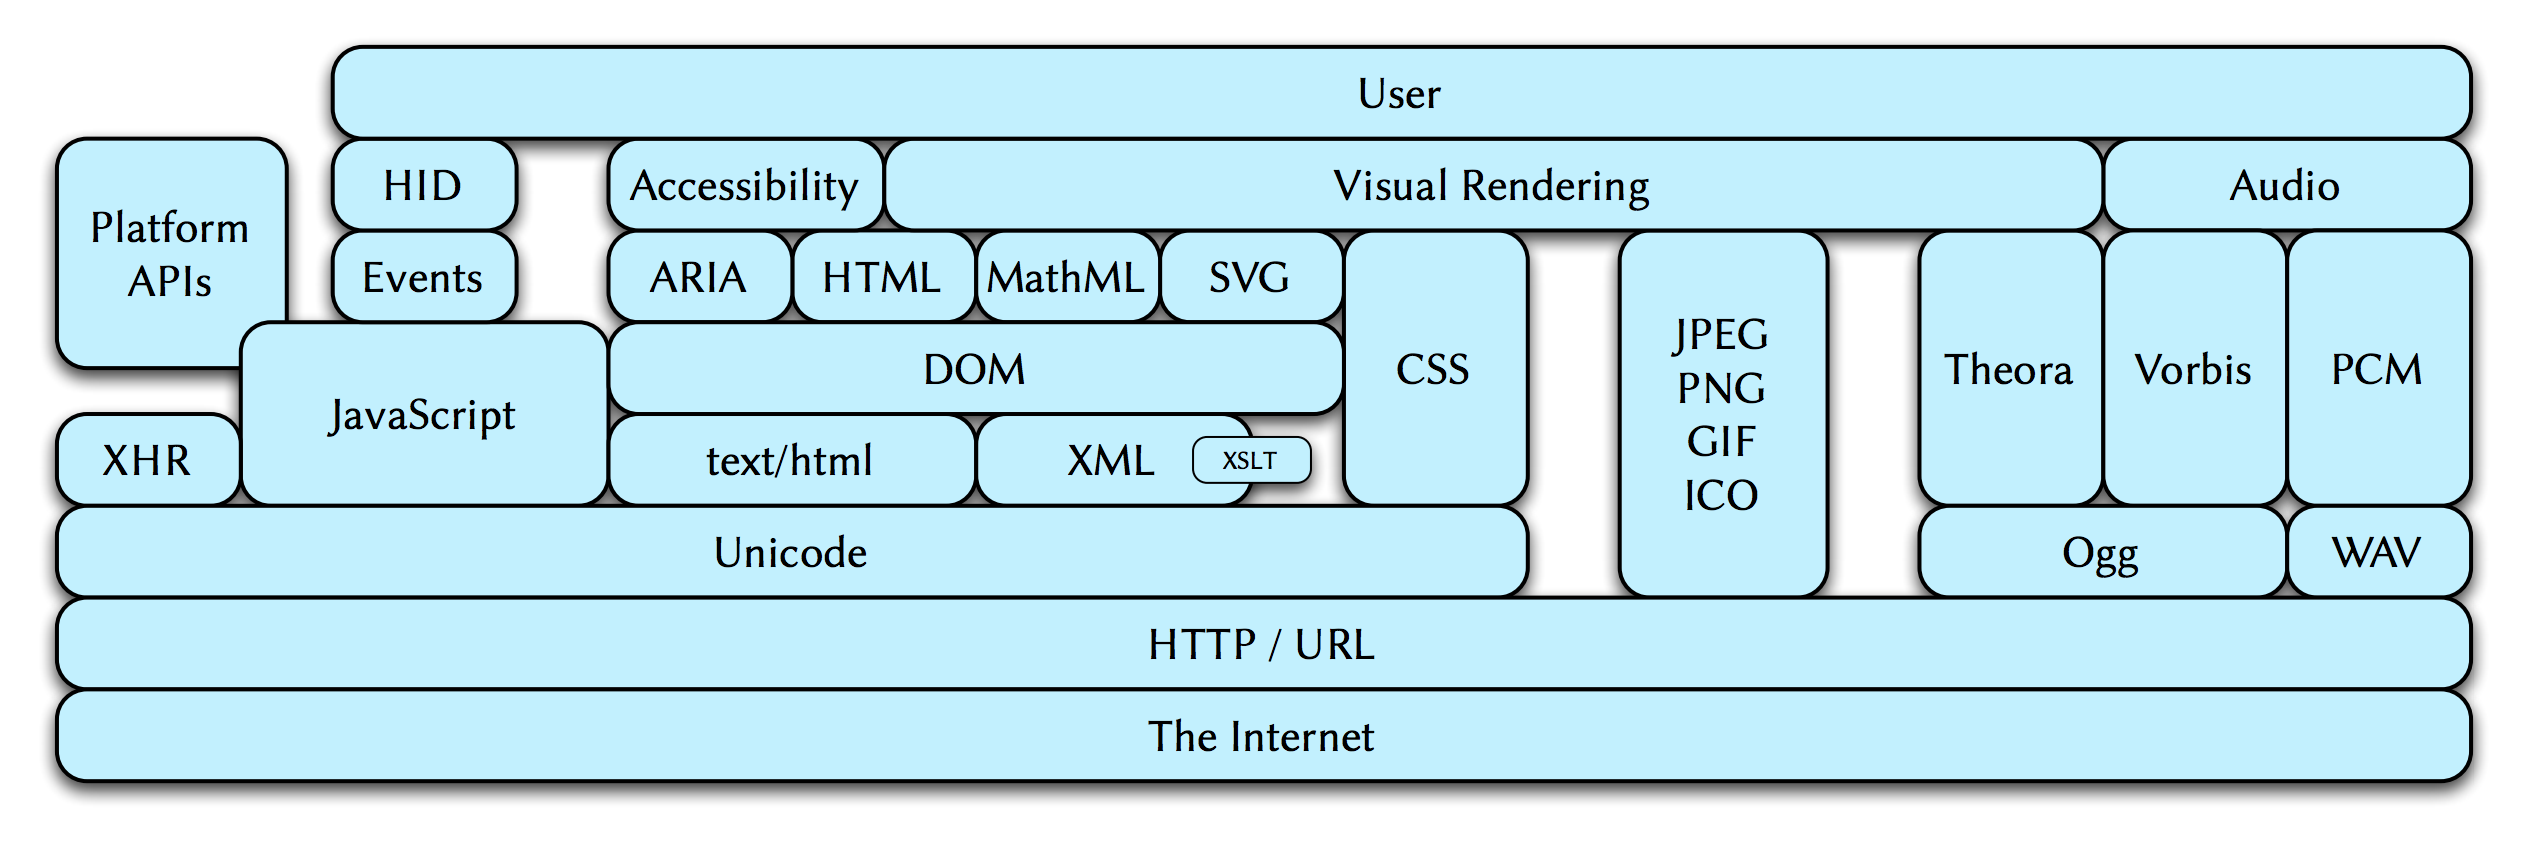 User
Platform
APIs
HID
Accessibility
Visual Rendering
Audio
Events
ARIA
HTML
MathML
SVG
JavaScript
DOM
CSS
JPEG
PNG
GIF
ICO
Theora
Vorbis
PCM
XHR
text/html
XML
XSLT
Unicode
Ogg
WAV
HTTP / URL
The Internet